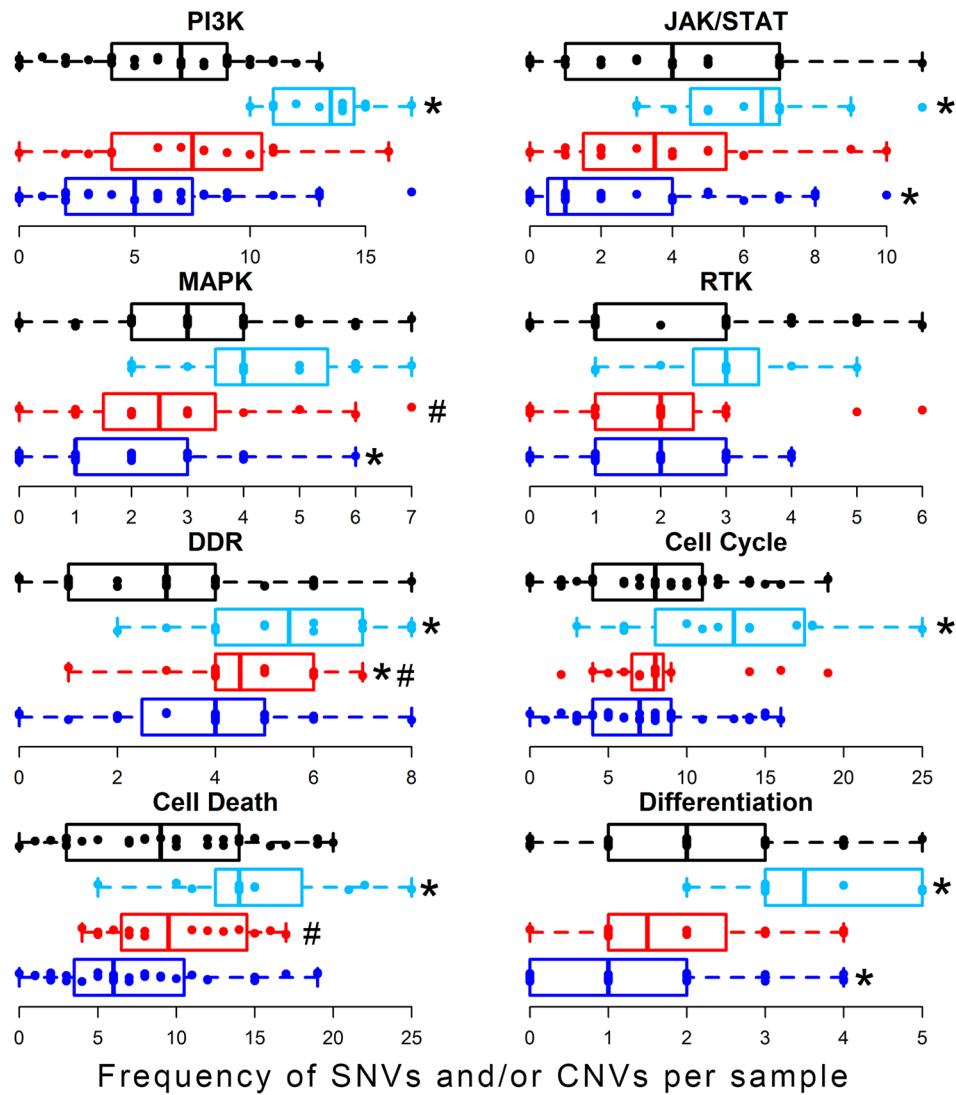 PI3K
JAK/STAT
*
*
*
0 5 10 15
0 2 4 6 8 10
MAPK
RTK
#
*
0 1 2 3 4 5 6 7
0 1 2 3 4 5 6
DDR
Cell Cycle
*
*
*#
0 2 4 6 8
0 5 10 15 20 25
Cell Death
Differentiation
*
*
#
*
0 5 10 15 20 25
0 1 2 3 4 5
Frequency of SNVs and/or CNVs per sample